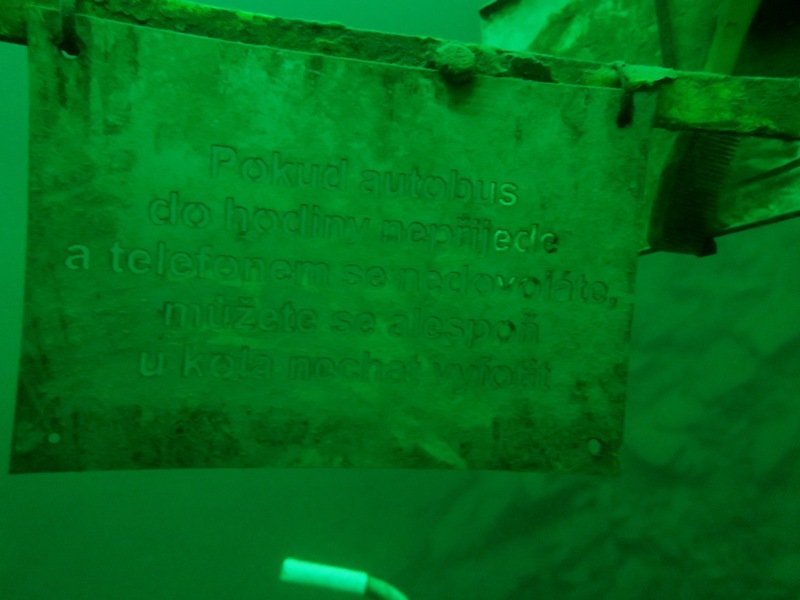 Pokud autobus
do hodiny nepřijede
a telefonem se nedovoláte,
můžete se alespoň
u kola nechat vyfotit